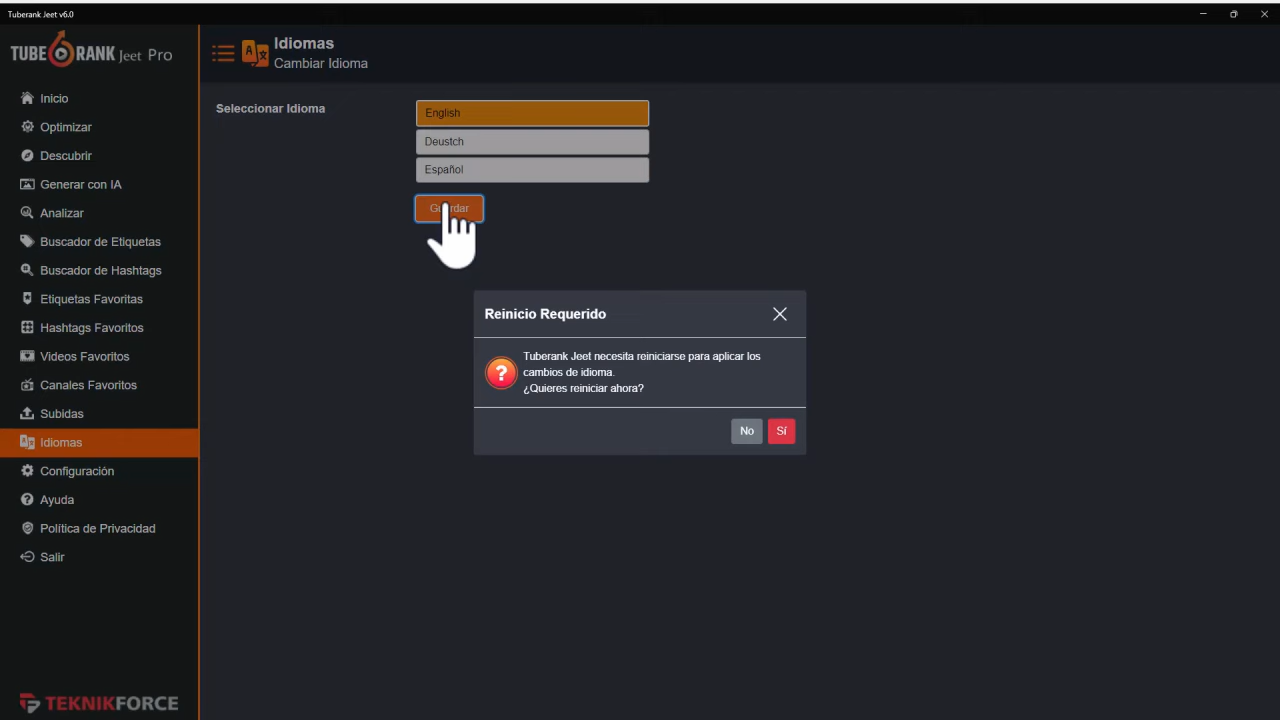 Tuberank Jeet v6.0
TUBE RANK Jeet Pro
Idiomas
Cambiar Idioma
Inicio
Optimizar
Descubrir
Generar con IA
Analizar
Buscador de Etiquetas
Buscador de Hashtags
Etiquetas Favoritas
Hashtags Favoritos
Videos Favoritos
Canales Favoritos
Subidas
Idiomas
Configuración
Ayuda
Política de Privacidad
Salir
TEKNIKFORCE
Seleccionar Idioma
English
Deustch
Español
Guardar
Reinicio Requerido
Tuberank Jeet necesita reiniciarse para aplicar los
cambios de idioma.
¿Quieres reiniciar ahora?
No
Sí